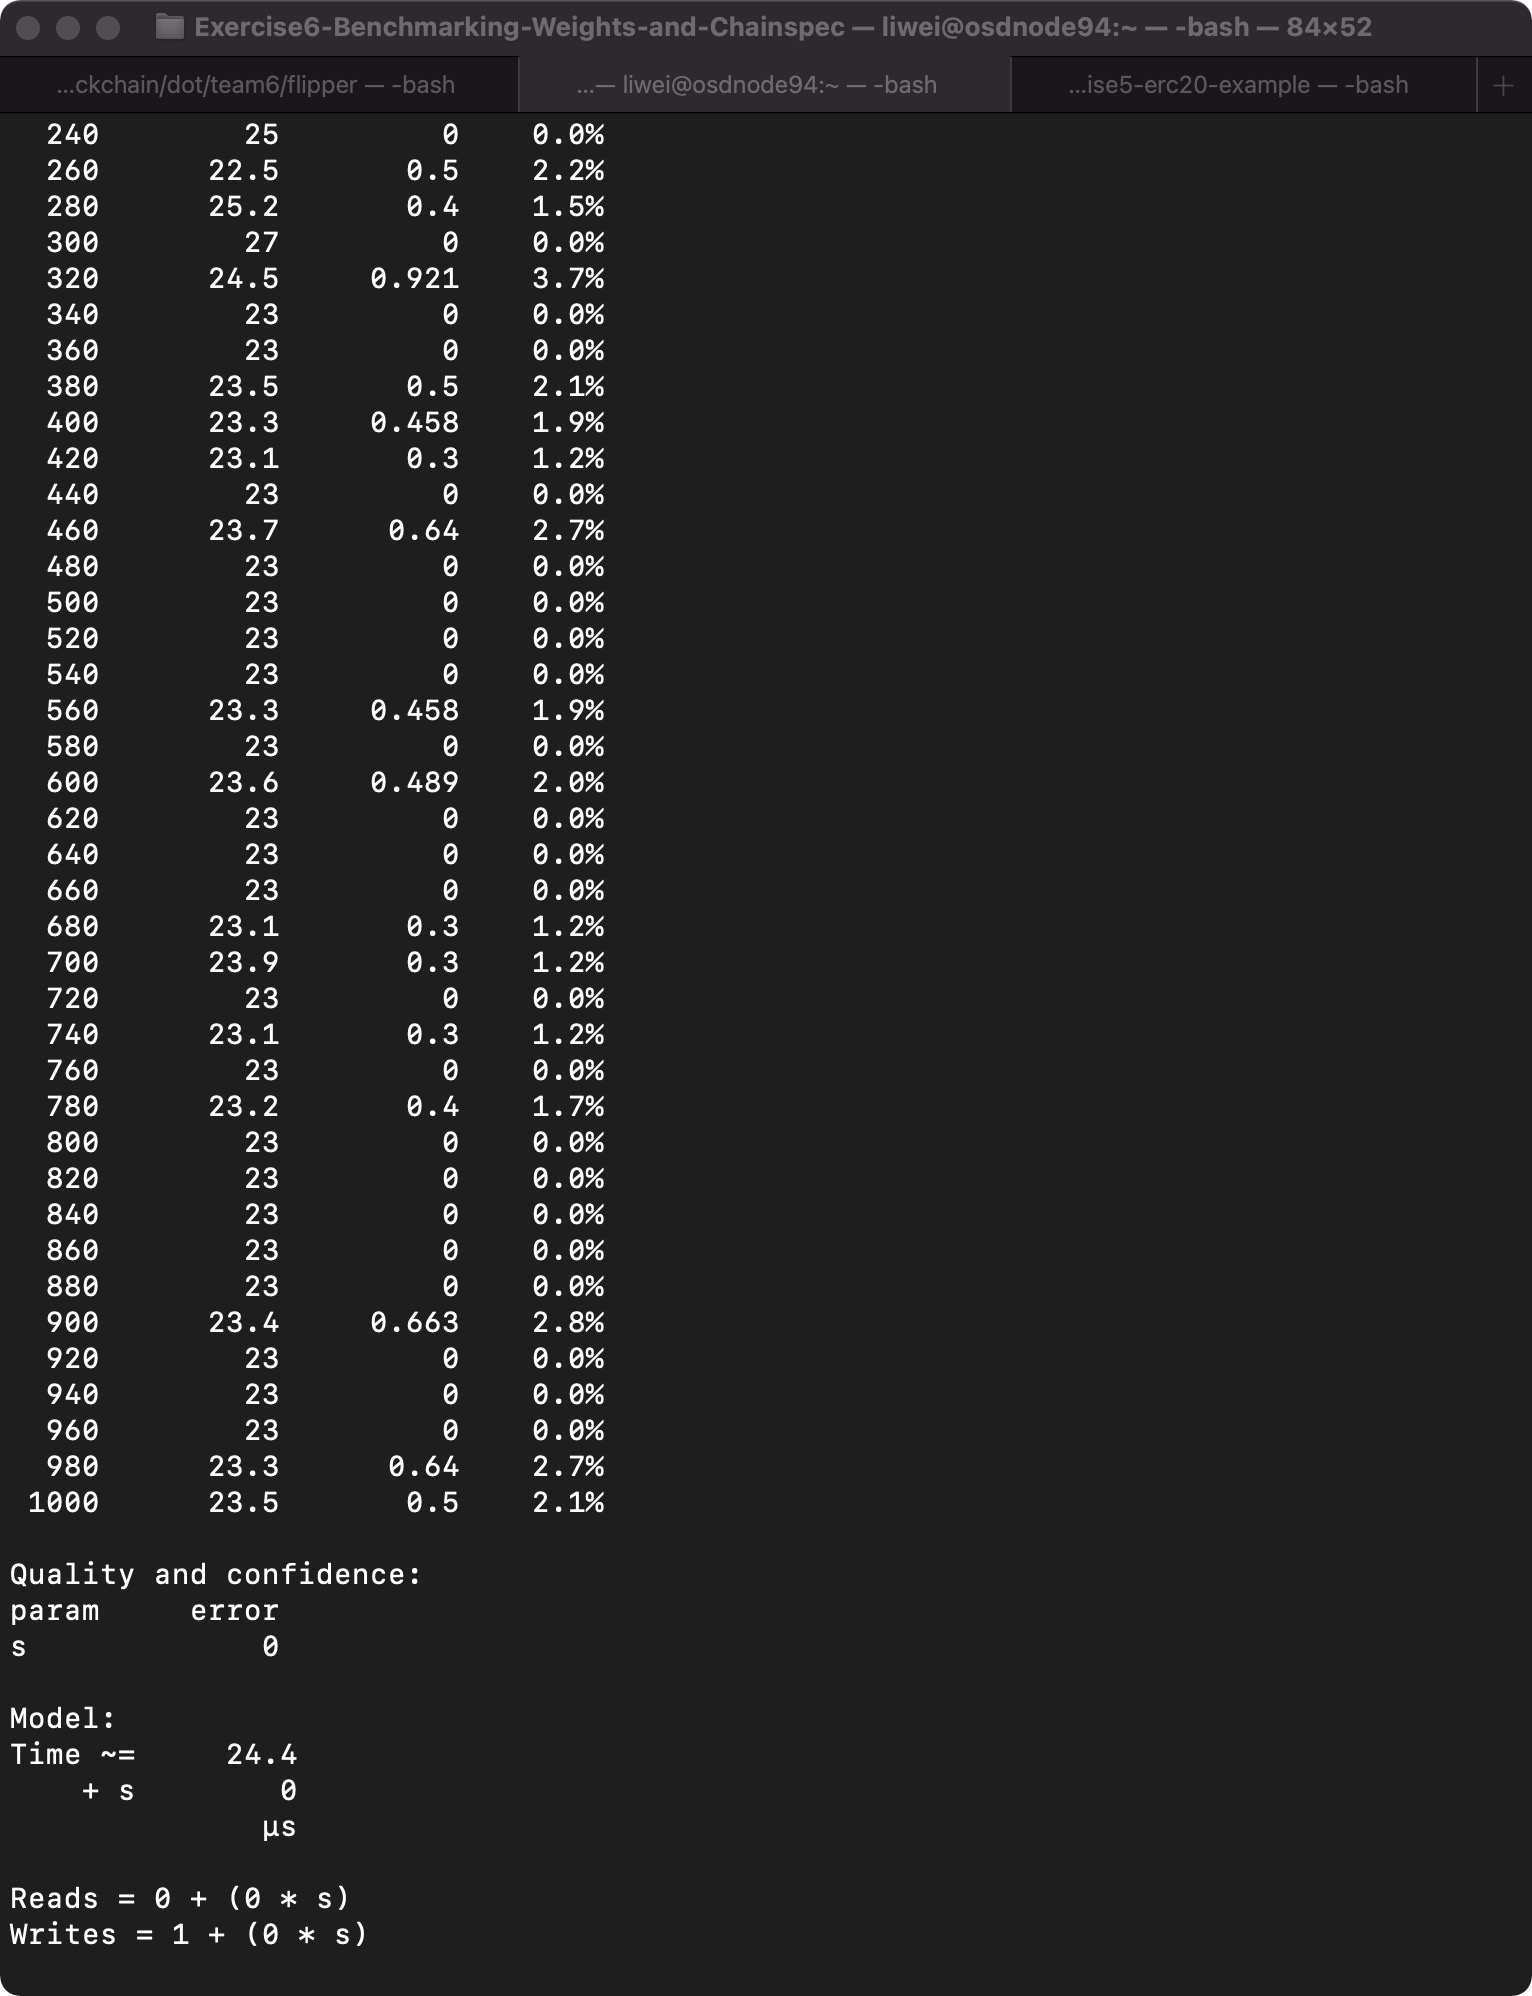 Exercise6-Benchmarking-Weights-and-Chainspec — liwei@osdnode94:~ — -bash — 84×52
...ckchain/dot/team6/flipper — -bash ...— liwei@osdnode94:~ — -bash ...ise5-erc20-example — -bash +
240 25 0 0.0%
260 22.5 0.5 2.2%
280 25.2 0.4 1.5%
300 27 0 0.0%
320 24.5 0.921 3.7%
340 23 0 0.0%
360 23 0 0.0%
380 23.5 0.5 2.1%
400 23.3 0.458 1.9%
420 23.1 0.3 1.2%
440 23 0 0.0%
460 23.7 0.64 2.7%
480 23 0 0.0%
500 23 0 0.0%
520 23 0 0.0%
540 23 0 0.0%
560 23.3 0.458 1.9%
580 23 0 0.0%
600 23.6 0.489 2.0%
620 23 0 0.0%
640 23 0 0.0%
660 23 0 0.0%
680 23.1 0.3 1.2%
700 23.9 0.3 1.2%
720 23 0 0.0%
740 23.1 0.3 1.2%
760 23 0 0.0%
780 23.2 0.4 1.7%
800 23 0 0.0%
820 23 0 0.0%
840 23 0 0.0%
860 23 0 0.0%
880 23 0 0.0%
900 23.4 0.663 2.8%
920 23 0 0.0%
940 23 0 0.0%
960 23 0 0.0%
980 23.3 0.64 2.7%
1000 23.5 0.5 2.1%
Quality and confidence:
param error
s 0
Model:
Time ~= 24.4
+ s 0
µs
Reads = 0 + (0 * s)
Writes = 1 + (0 * s)